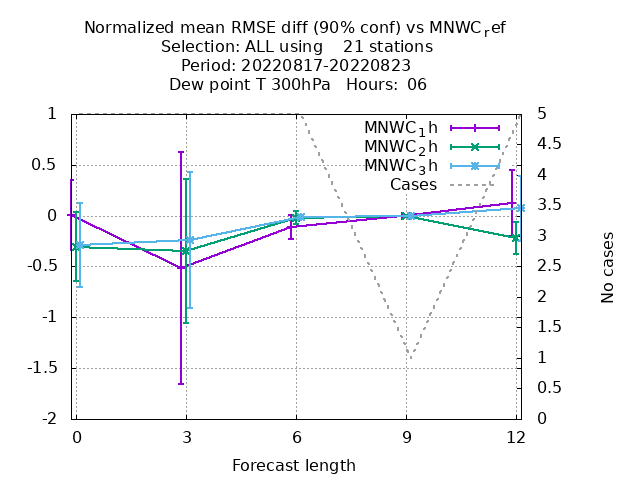 Normalized mean RMSE diff (90% conf) vs MNWC_ref
Selection: ALL using 21 stations
Period: 20220817-20220823
Dew point T 300hPa Hours: 06
MNWC_1h
MNWC_2h
MNWC_3h
Cases
1
0.5
0
-0.5
-1
-1.5
-2
5
4.5
4
3.5
3
2.5
2
1.5
1
0.5
0
No cases
0 3 6 9 12
Forecast length